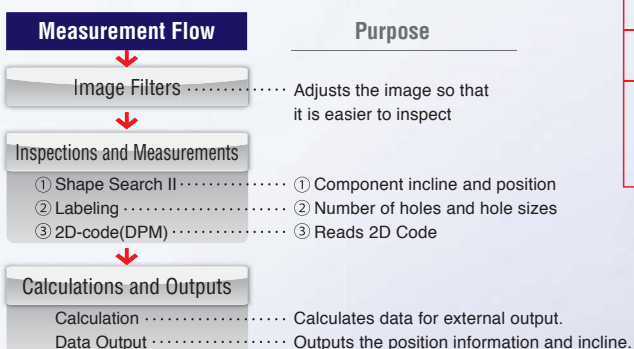 Measurement Flow Purpose
Image Filters Adjusts the image so that
it is easier to inspect
Inspections and Measurements
① Shape Search II ① Component incline and position
② Labeling ② Number of holes and hole sizes
③ 2D-code(DPM) ③ Reads 2D Code
Calculations and Outputs
Calculation Calculates data for external output.
Data Output Outputs the position information and incline.